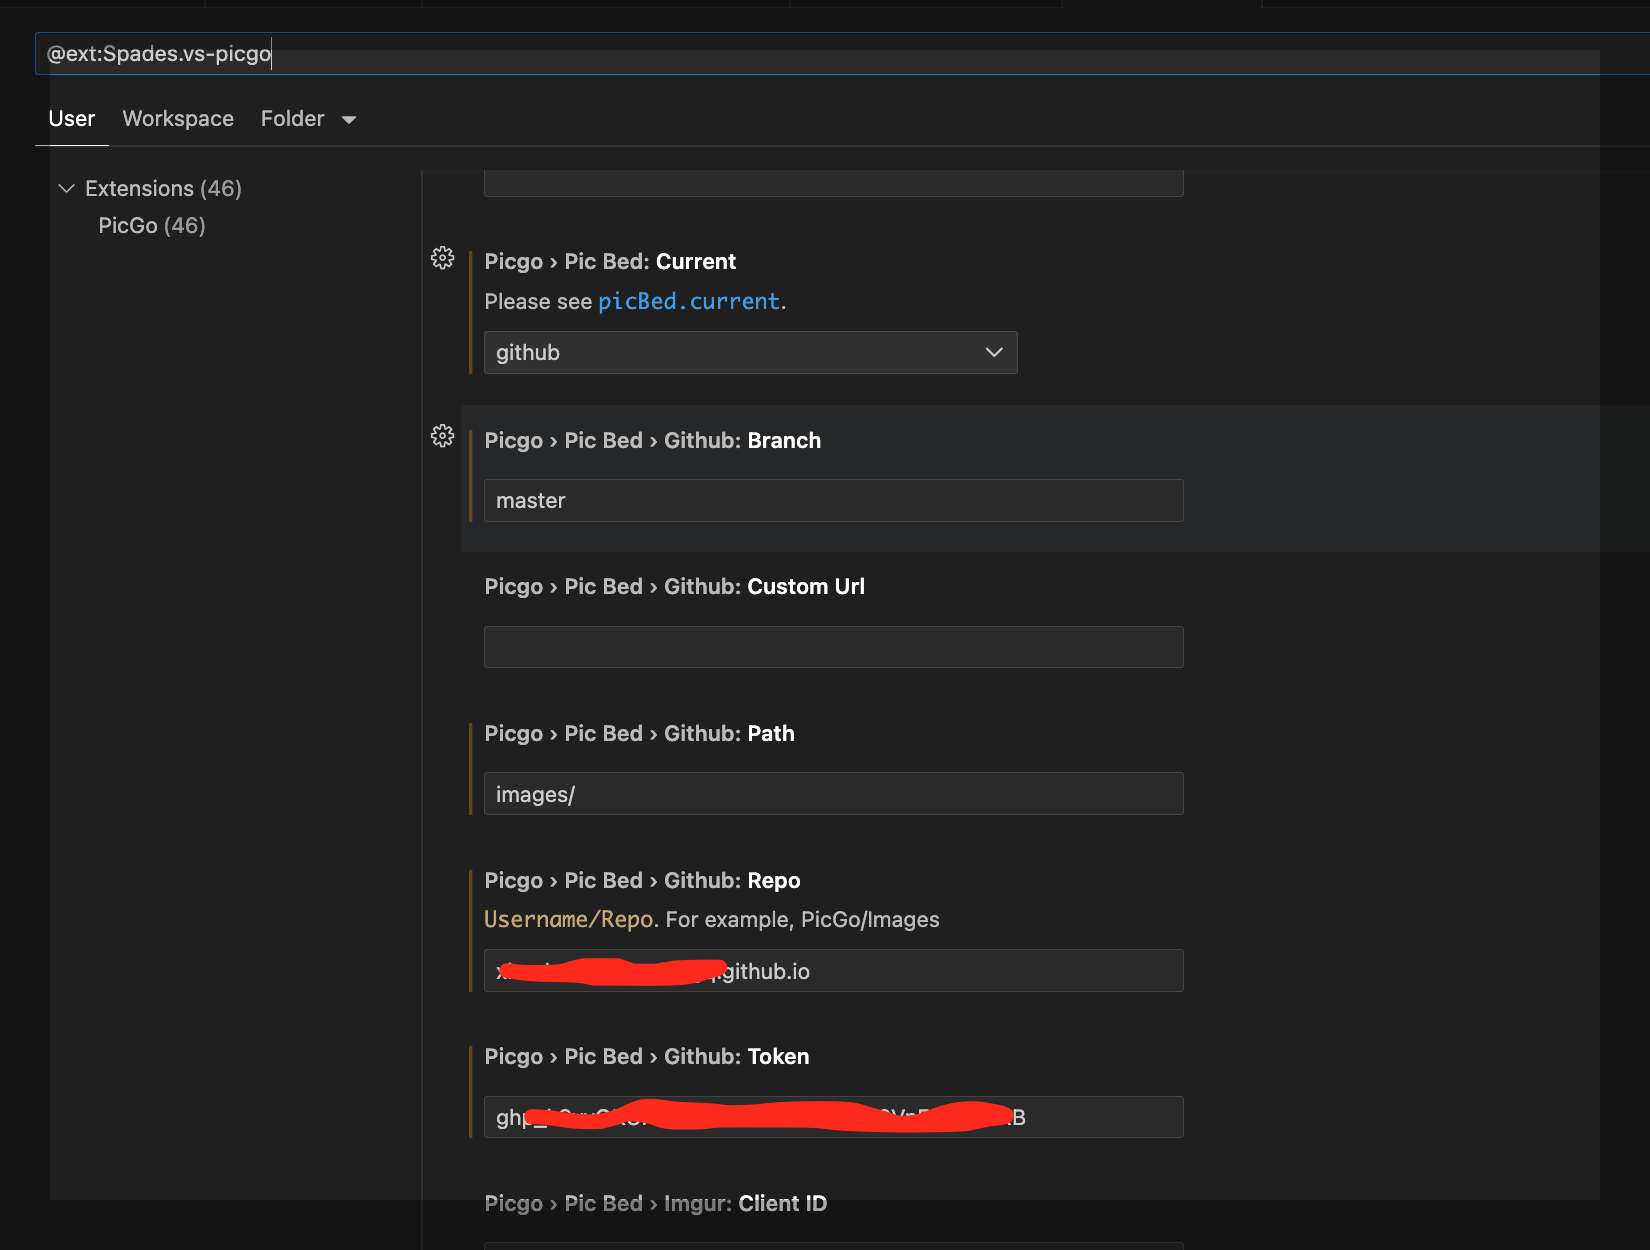 @ext:Spades.vs-picgo
User Workspace Folder
Extensions (46)
PicGo (46)
Picgo › Pic Bed: Current
Please see picBed.current.
github
Picgo › Pic Bed › Github: Branch
master
Picgo › Pic Bed › Github: Custom Url
Picgo › Pic Bed › Github: Path
images/
Picgo › Pic Bed › Github: Repo
Username/Repo. For example, PicGo/Images
github.io
Picgo › Pic Bed › Github: Token
Picgo › Pic Bed › Imgur: Client ID